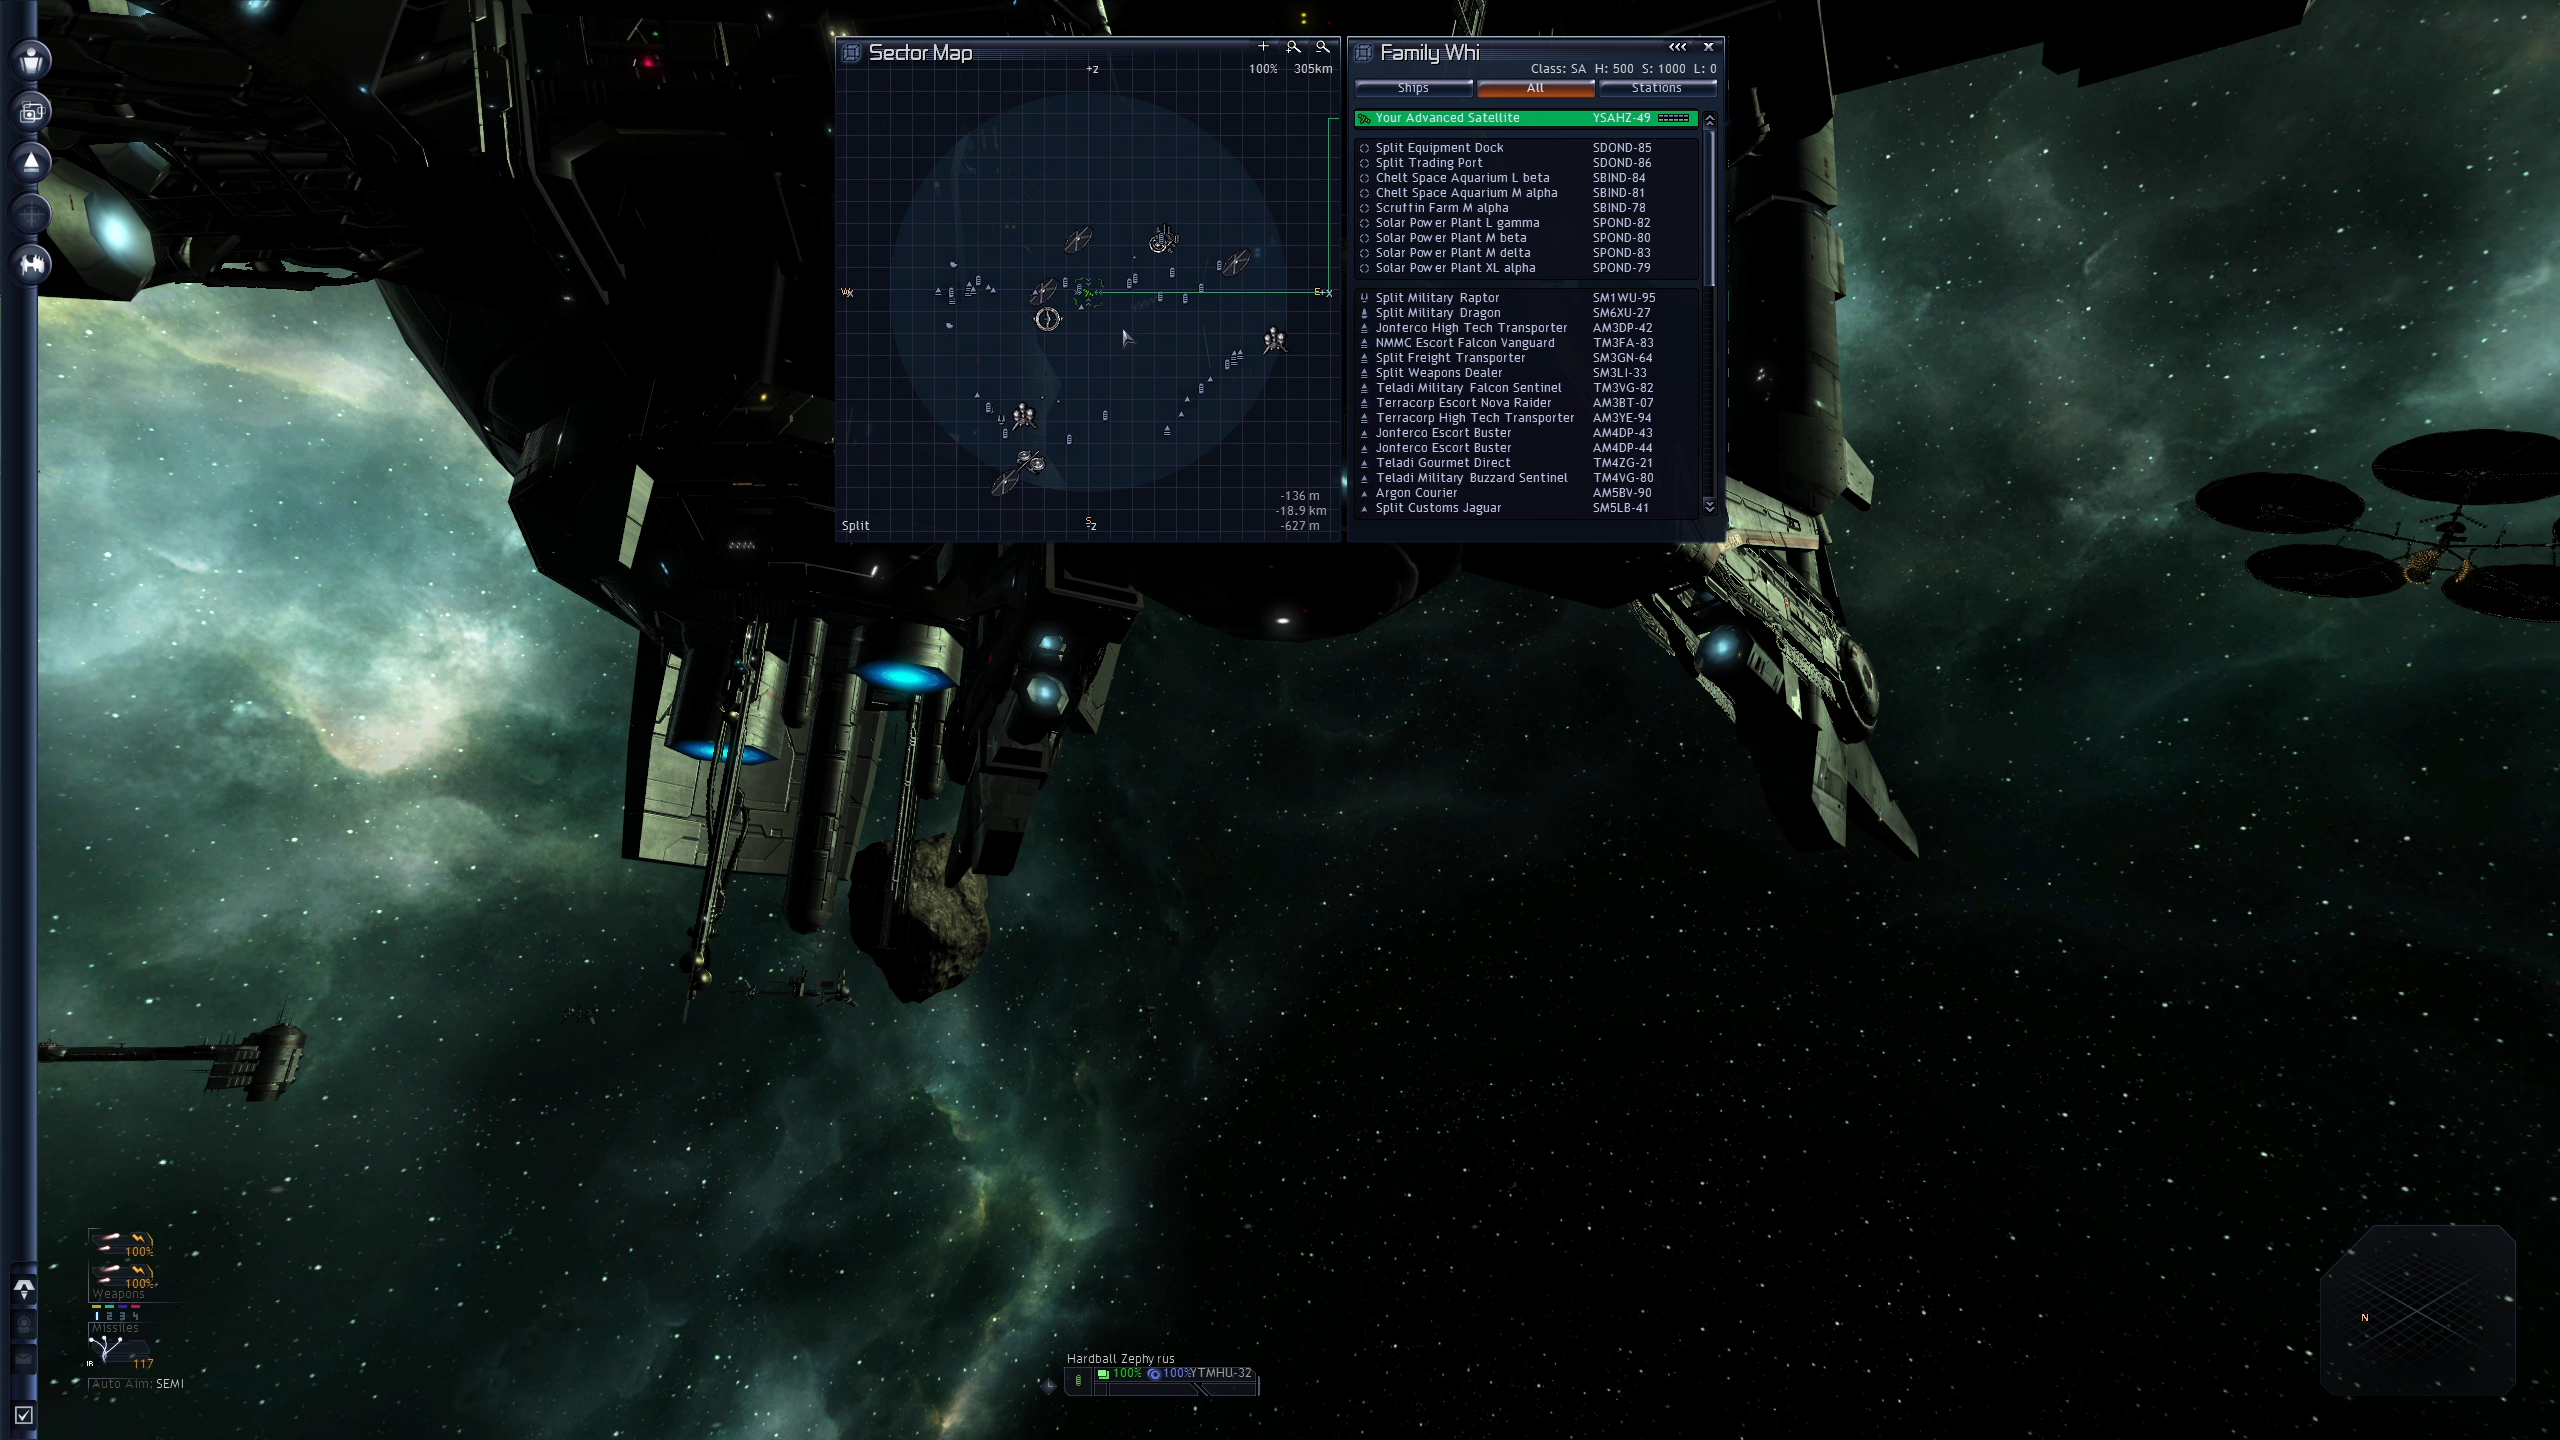 Sector Map
+z
100% 305km
E+x
Split
-z
-136 m
-18.9 km
-627 m
Family Whi
Class: SA H: 500 S: 1000 L: 0
Ships All Stations
Your Advanced Satellite YSAHZ-49
Split Equipment Dock SDOND-85
Split Trading Port SDOND-86
Chelt Space Aquarium L beta SBIND-84
Chelt Space Aquarium M alpha SBIND-81
Scruffin Farm M alpha SBIND-78
Solar Power Plant L gamma SPOND-82
Solar Power Plant M beta SPOND-80
Solar Power Plant M delta SPOND-83
Solar Power Plant XL alpha SPOND-79
Split Military Raptor SM1WU-95
Split Military Dragon SM6XU-27
Jonferco High Tech Transporter AM3DP-42
NMMC Escort Falcon Vanguard TM3FA-83
Split Freight Transporter SM3GN-64
Split Weapons Dealer SM3LI-33
Teladi Military Falcon Sentinel TM3VG-82
Terracorp Escort Nova Raider AM3BT-07
Terracorp High Tech Transporter AM3YE-94
Jonferco Escort Buster AM4DP-43
Jonferco Escort Buster AM4DP-44
Teladi Gourmet Direct TM4ZG-21
Teladi Military Buzzard Sentinel TM4VG-80
Argon Courier AM5BV-90
Split Customs Jaguar SM5LB-41
100%
100%
Weapons
1 2 3 4
Missiles
IR 117
Auto Aim: SEMI
Hardball Zephyrus
100% 100% YTMHU-32
N